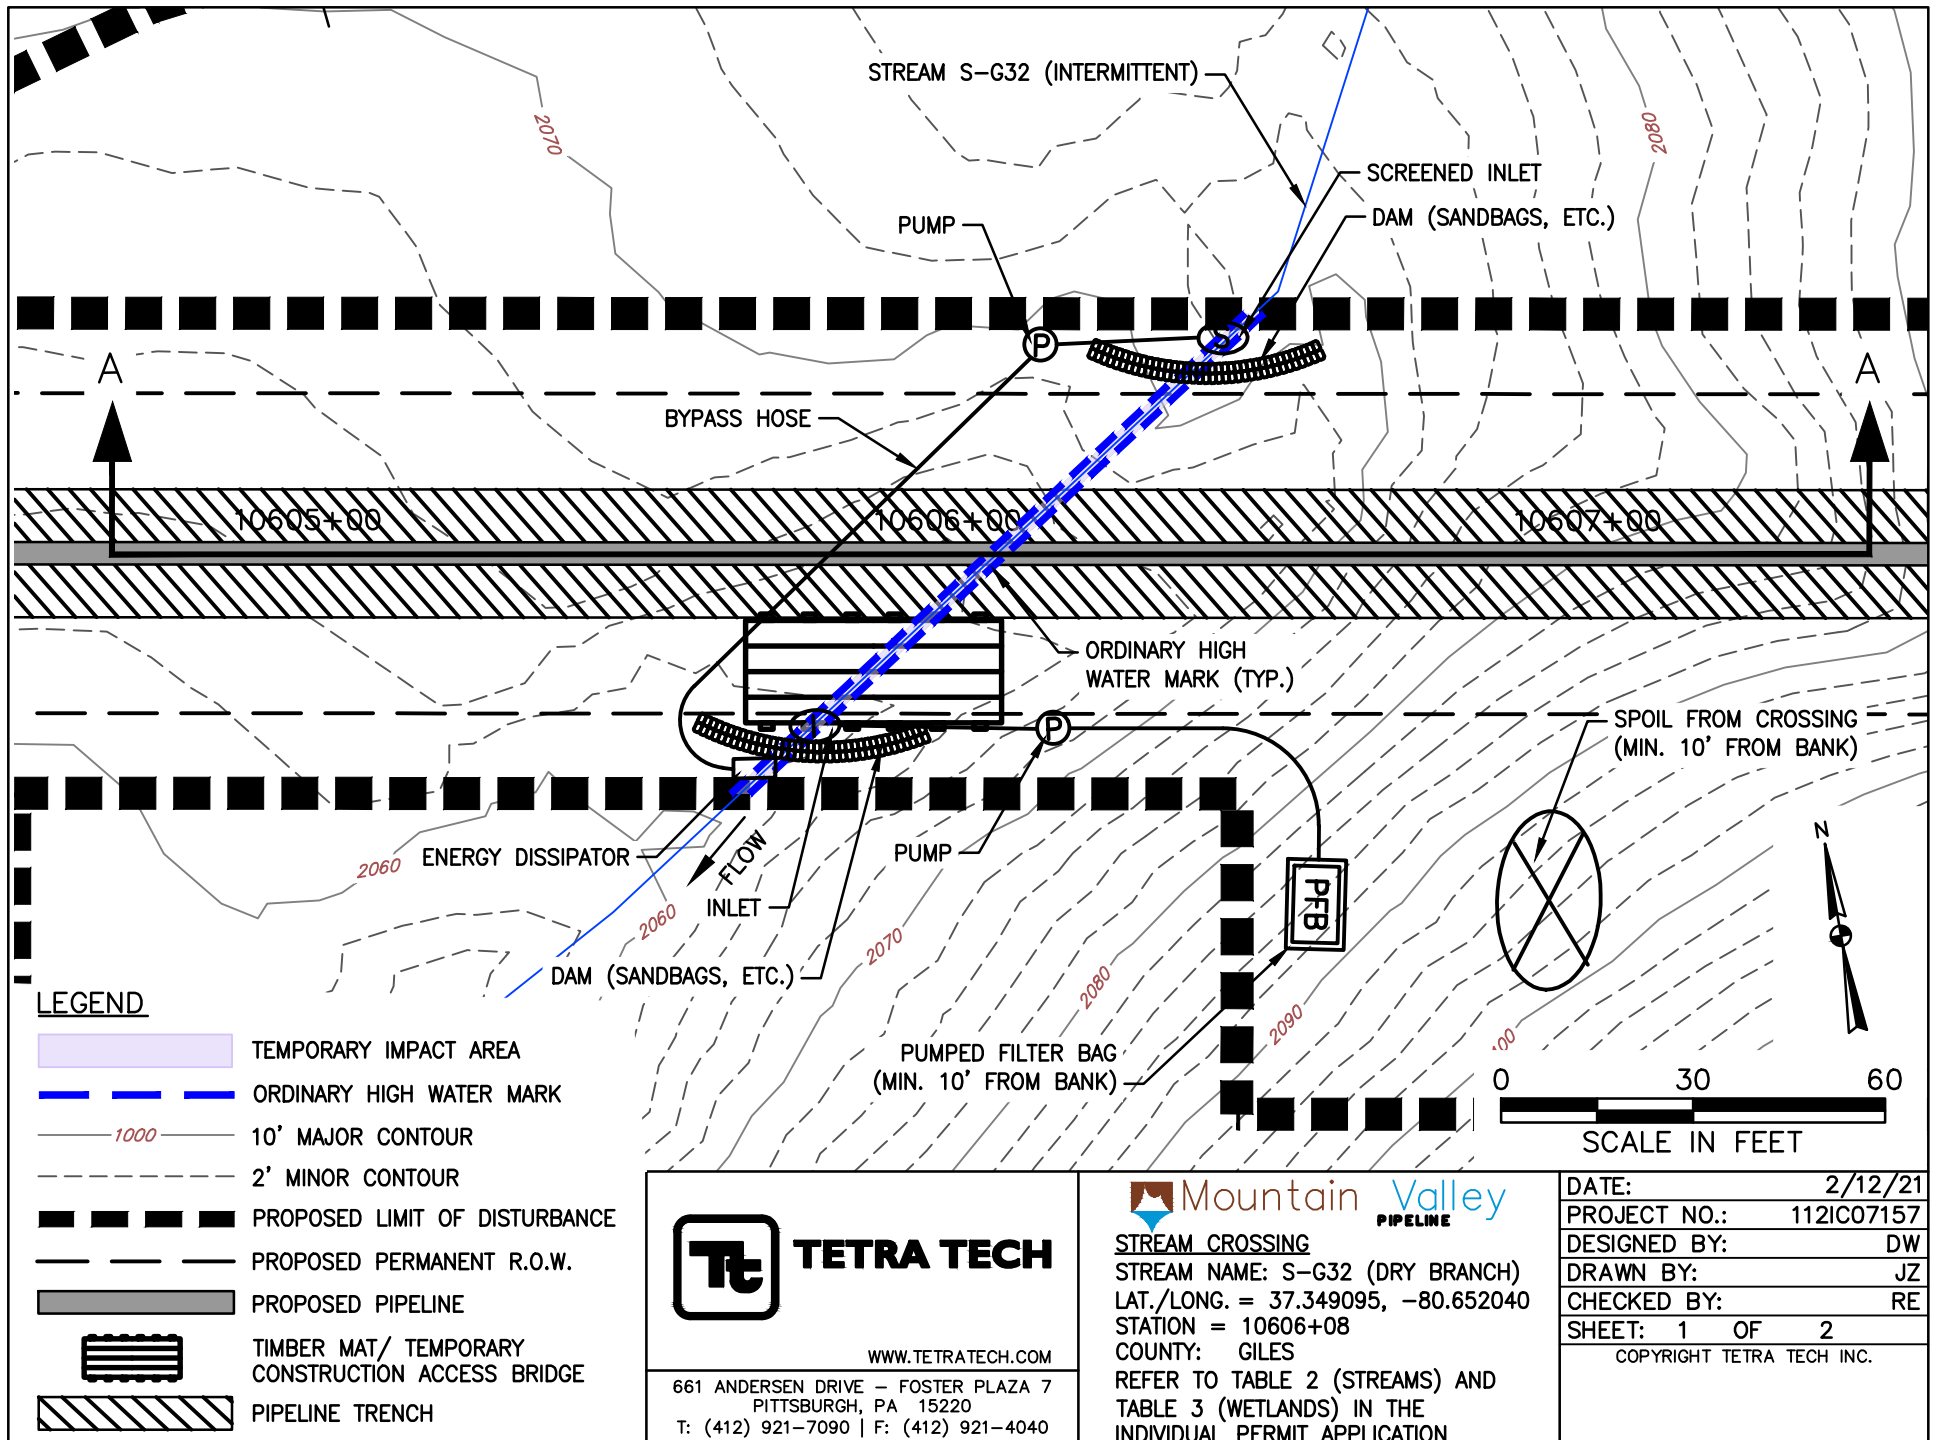 STREAM S-G32 (INTERMITTENT)
2070
2080
SCREENED INLET
DAM (SANDBAGS, ETC.)
PUMP
P
S
A
A
BYPASS HOSE
10605+00
10606+00
10607+00
ORDINARY HIGH
WATER MARK (TYP.)
I
P
SPOIL FROM CROSSING
(MIN. 10' FROM BANK)
FLOW
PUMP
ENERGY DISSIPATOR
2060
INLET
2060
2070
2080
2090
00
PFB
N
DAM (SANDBAGS, ETC.)
PUMPED FILTER BAG
(MIN. 10' FROM BANK)
0 30 60
SCALE IN FEET
LEGEND
TEMPORARY IMPACT AREA
ORDINARY HIGH WATER MARK
1000
10' MAJOR CONTOUR
2' MINOR CONTOUR
PROPOSED LIMIT OF DISTURBANCE
PROPOSED PERMANENT R.O.W.
PROPOSED PIPELINE
TIMBER MAT/ TEMPORARY
CONSTRUCTION ACCESS BRIDGE
PIPELINE TRENCH
Tt
TETRA TECH
WWW.TETRATECH.COM
661 ANDERSEN DRIVE – FOSTER PLAZA 7
PITTSBURGH, PA 15220
T: (412) 921-7090 | F: (412) 921-4040
Mountain Valley
PIPELINE
STREAM CROSSING
STREAM NAME: S-G32 (DRY BRANCH)
LAT./LONG. = 37.349095, -80.652040
STATION = 10606+08
COUNTY: GILES
REFER TO TABLE 2 (STREAMS) AND
TABLE 3 (WETLANDS) IN THE
INDIVIDUAL PERMIT APPLICATION
DATE: 2/12/21
PROJECT NO.: 112IC07157
DESIGNED BY: DW
DRAWN BY: JZ
CHECKED BY: RE
SHEET: 1 OF 2
COPYRIGHT TETRA TECH INC.